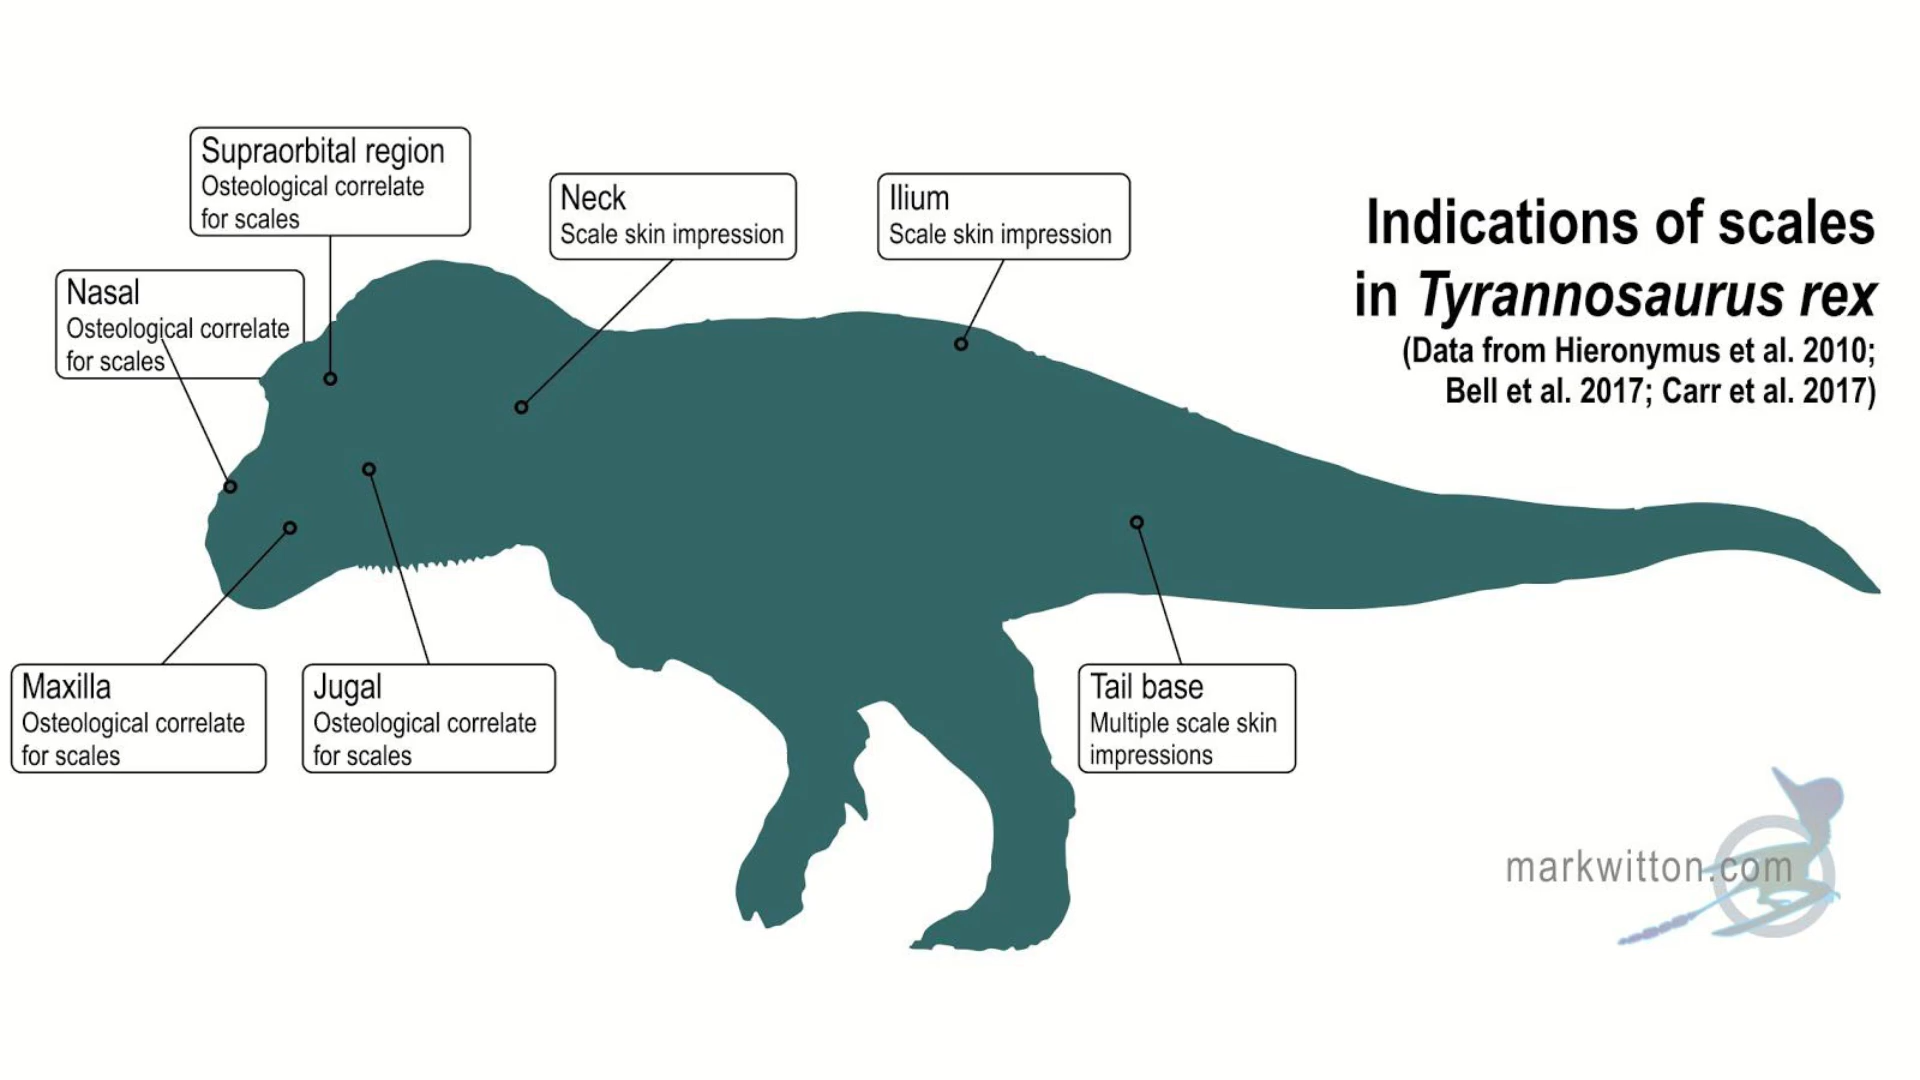 Supraorbital region
Osteological correlate
for scales
Neck
Scale skin impression
Ilium
Scale skin impression
Indications of scales
in Tyrannosaurus rex
(Data from Hieronymus et al. 2010;
Bell et al. 2017; Carr et al. 2017)
Nasal
Osteological correlate
for scales
Maxilla
Osteological correlate
for scales
Jugal
Osteological correlate
for scales
Tail base
Multiple scale skin
impressions
markwitton.com